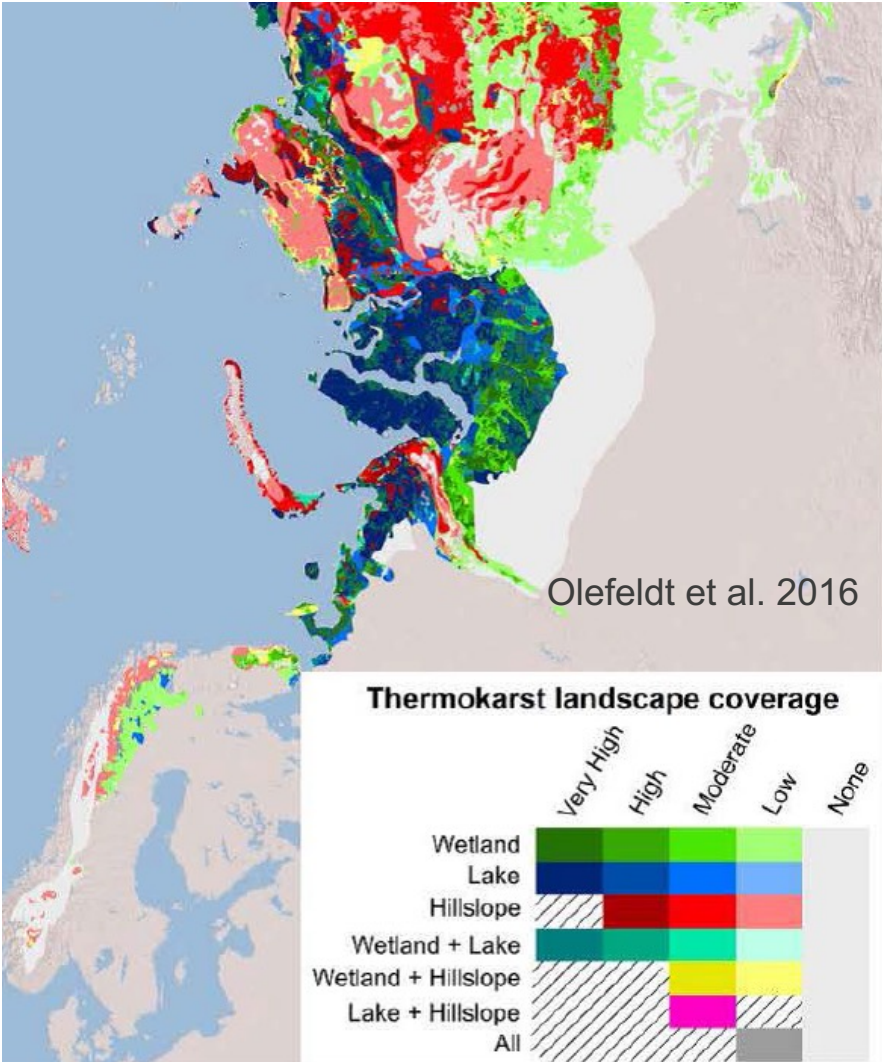 Olefeldt et al. 2016
Thermokarst landscape coverage
Very High
High
Moderate
Low
None
Wetland
Lake
Hillslope
Wetland + Lake
Wetland + Hillslope
Lake + Hillslope
All